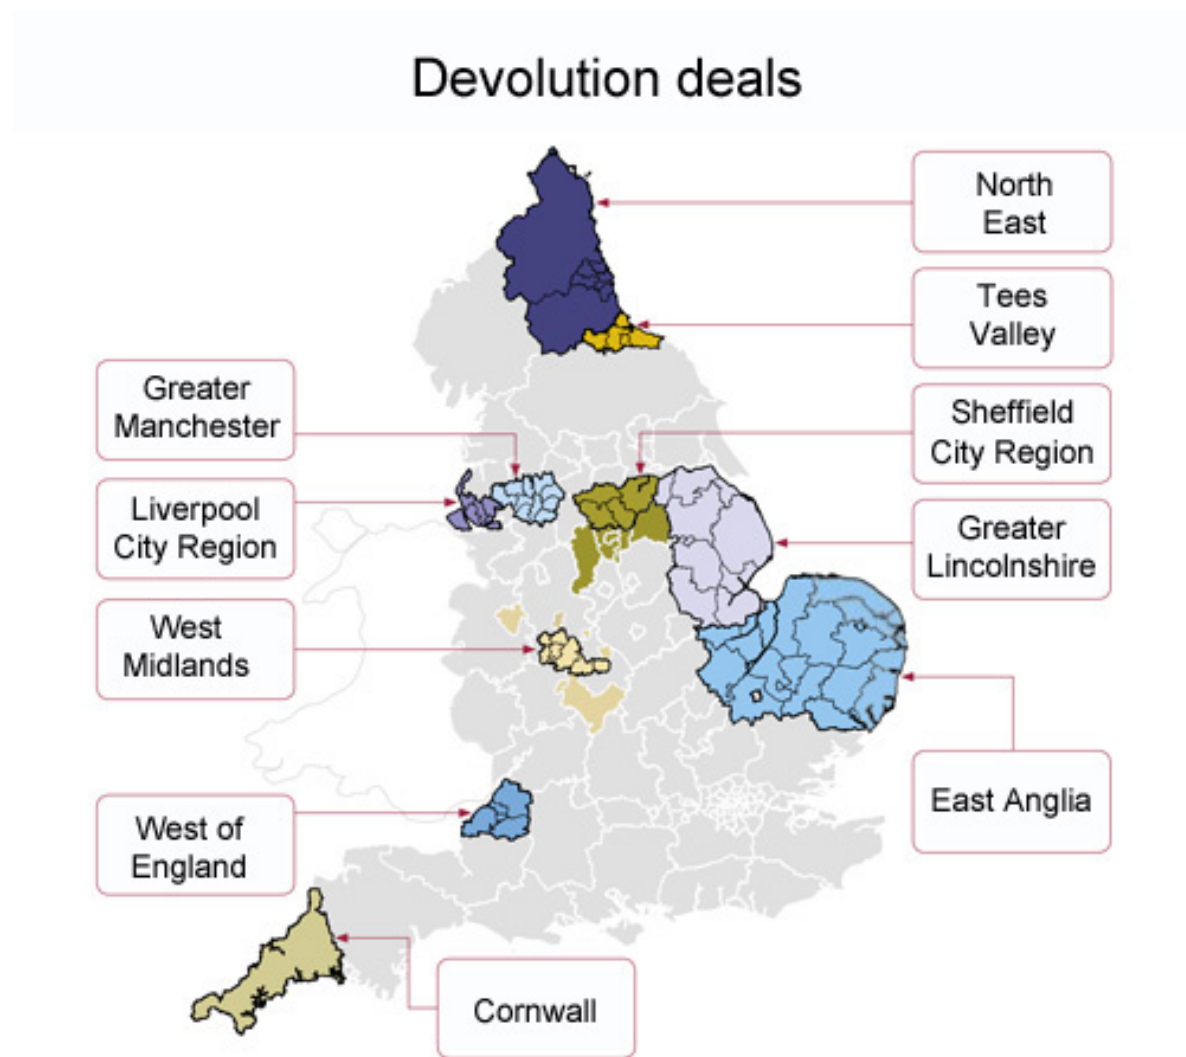 Devolution deals
North
East
Tees
Valley
Greater
Manchester
Sheffield
City Region
Liverpool
City Region
Greater
Lincolnshire
West
Midlands
East Anglia
West of
England
Cornwall